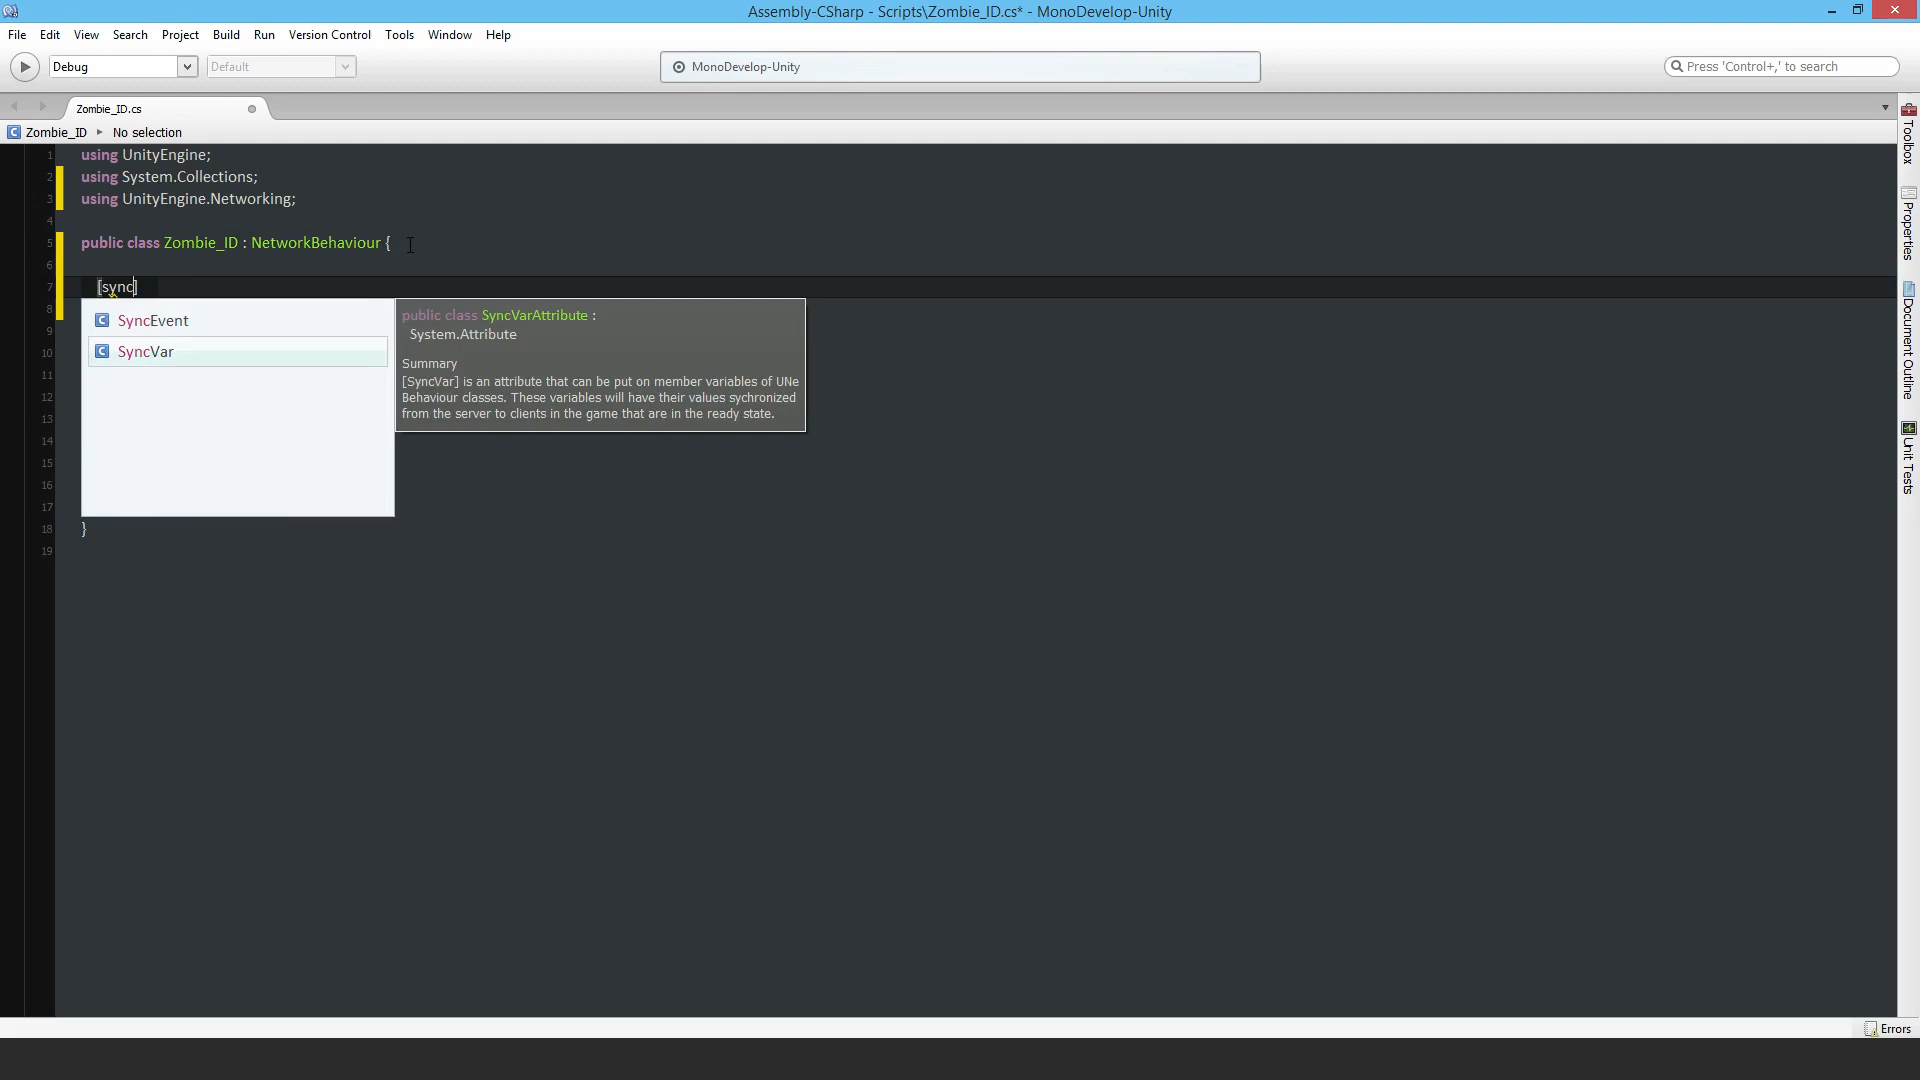 Assembly-CSharp - Scripts\Zombie_ID.cs* - MonoDevelop-Unity
File Edit View Search Project Build Run Version Control Tools Window Help
Debug Default MonoDevelop-Unity Press 'Control+,' to search
Zombie_ID.cs
Zombie_ID No selection
1 using UnityEngine;
2 using System.Collections;
3 using UnityEngine.Networking;
4
5 public class Zombie_ID : NetworkBehaviour {
6
7 [sync]
8
9
10
11
12
13
14
15
16
17
18 }
19
SyncEvent
SyncVar
public class SyncVarAttribute :
System.Attribute
Summary
[SyncVar] is an attribute that can be put on member variables of UNe
Behaviour classes. These variables will have their values sychronized
from the server to clients in the game that are in the ready state.
Toolbox
Properties
Document Outline
Unit Tests
Errors